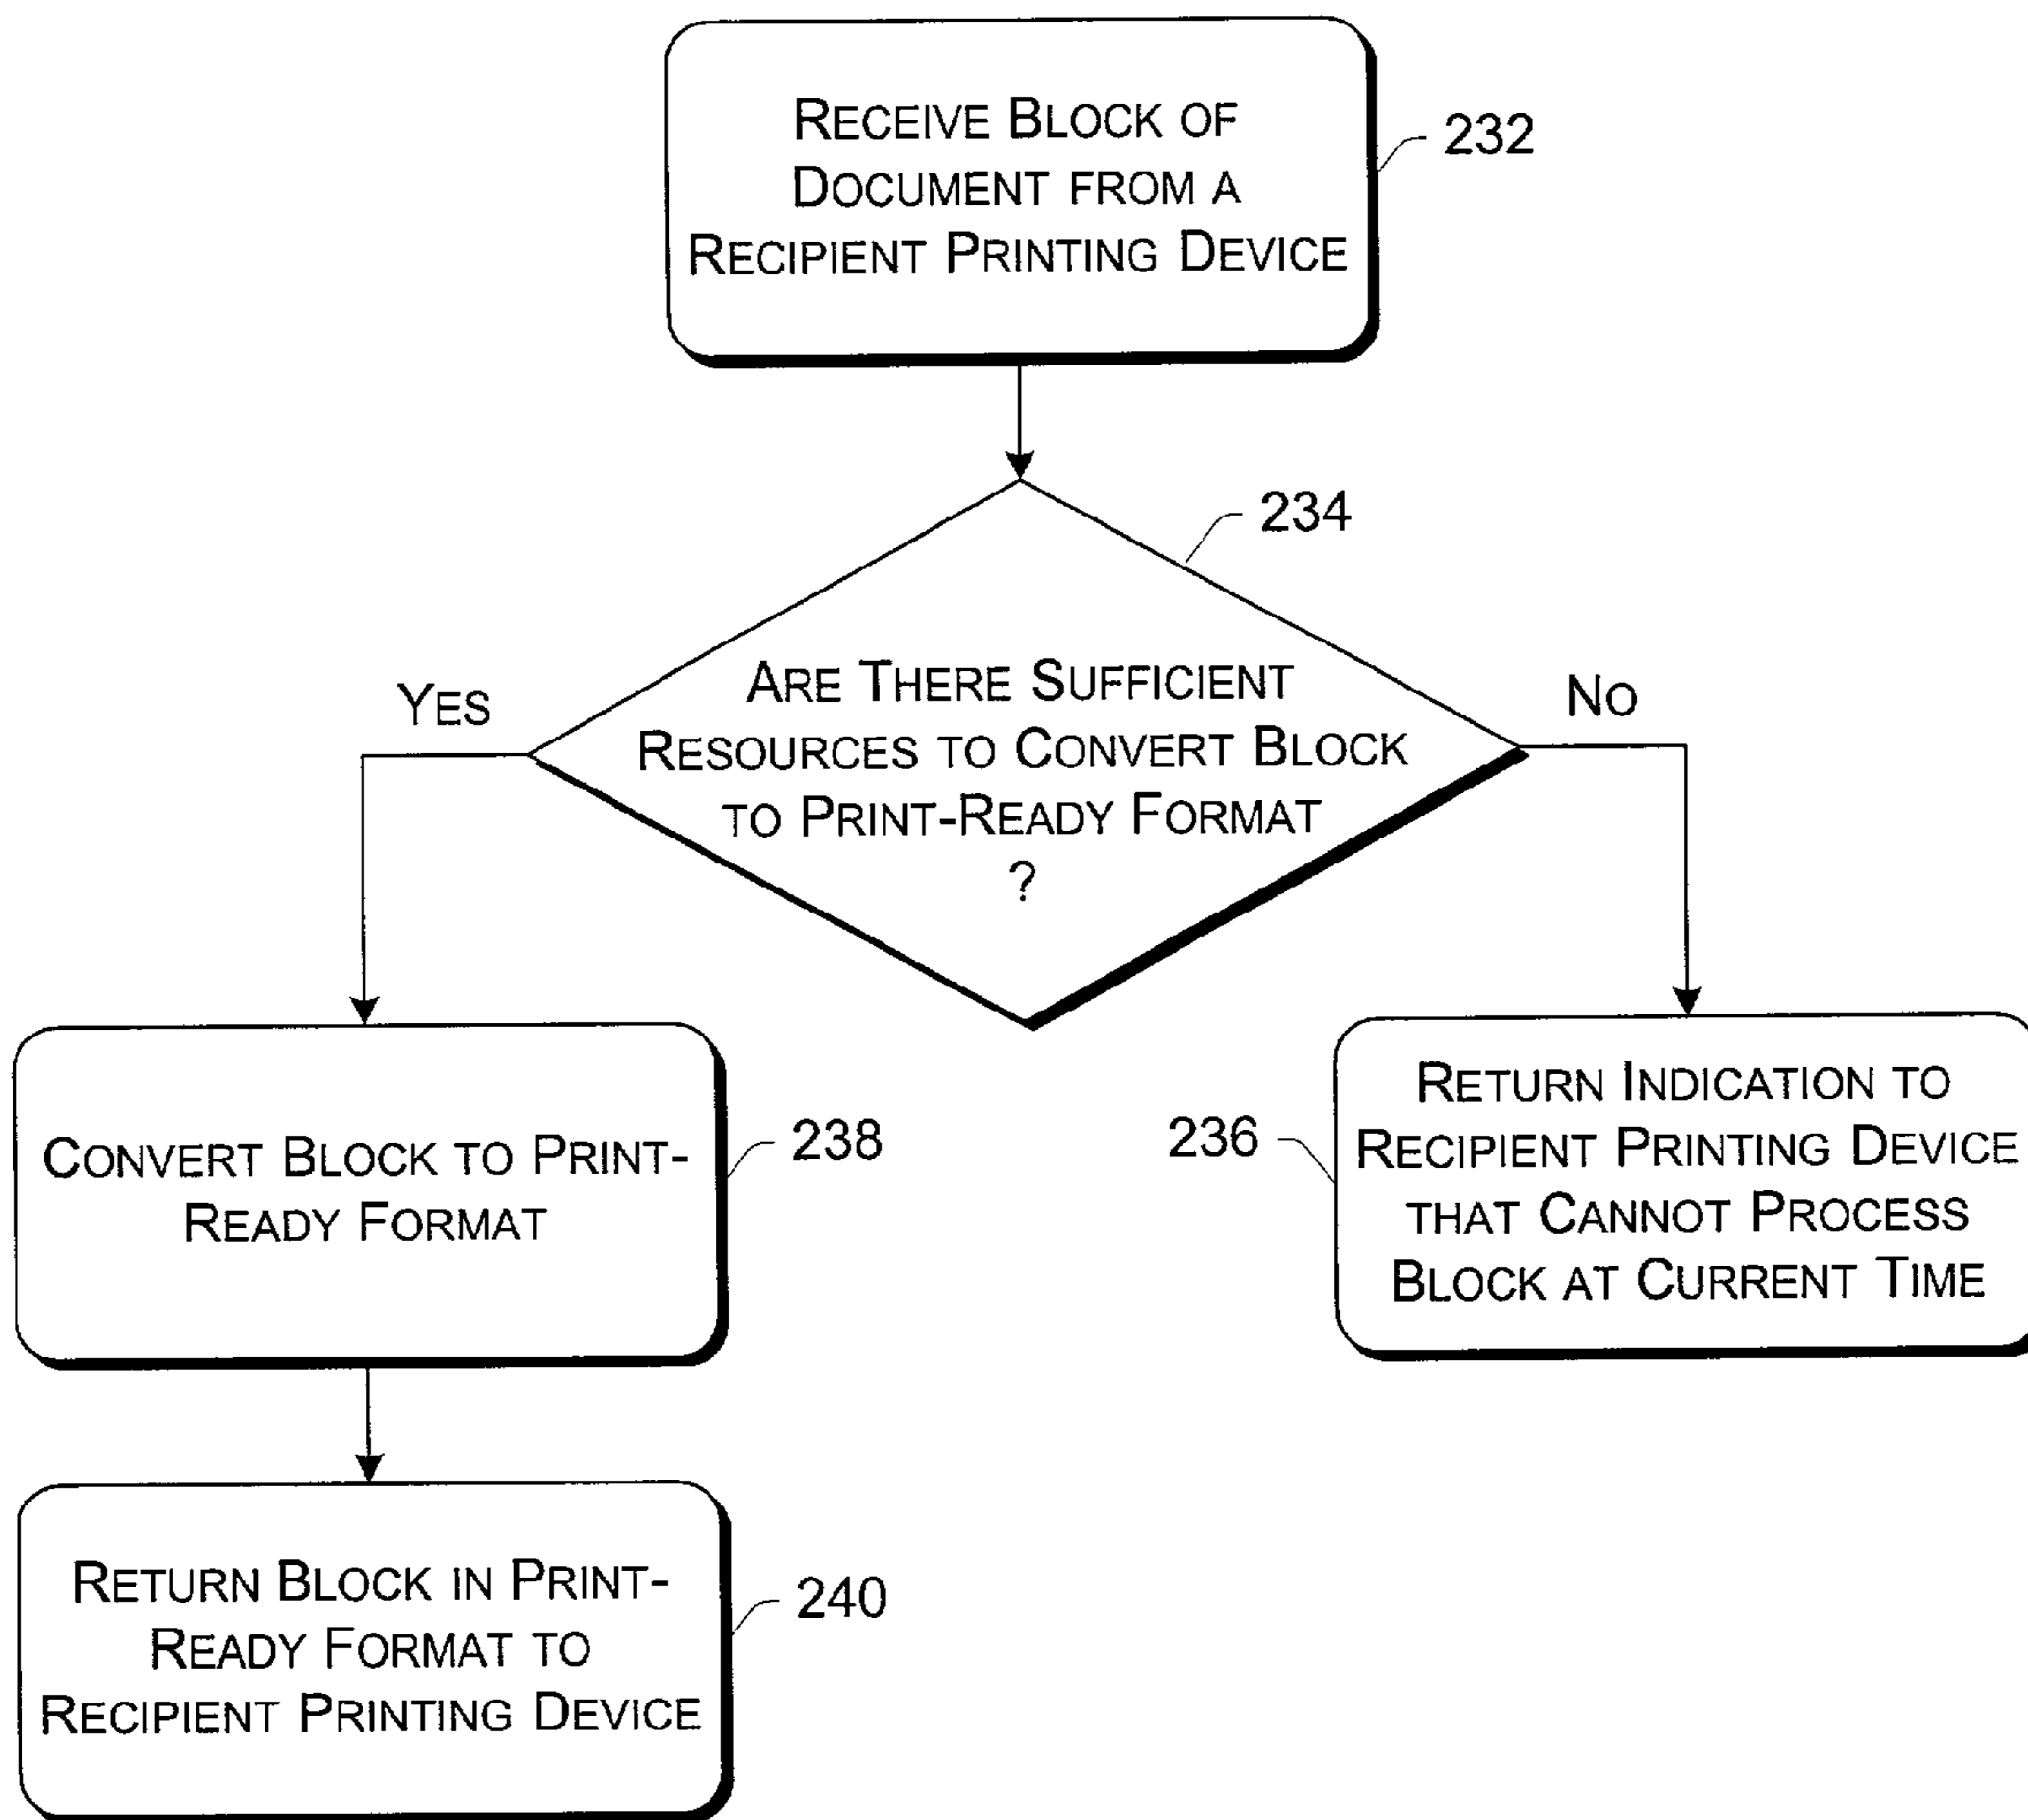 RECEIVE BLOCK OF
DOCUMENT FROM A
RECIPIENT PRINTING DEVICE
232
234
ARE THERE SUFFICIENT
RESOURCES TO CONVERT BLOCK
TO PRINT-READY FORMAT
?
YES
NO
CONVERT BLOCK TO PRINT-
READY FORMAT
238
236
RETURN INDICATION TO
RECIPIENT PRINTING DEVICE
THAT CANNOT PROCESS
BLOCK AT CURRENT TIME
RETURN BLOCK IN PRINT-
READY FORMAT TO
RECIPIENT PRINTING DEVICE
240